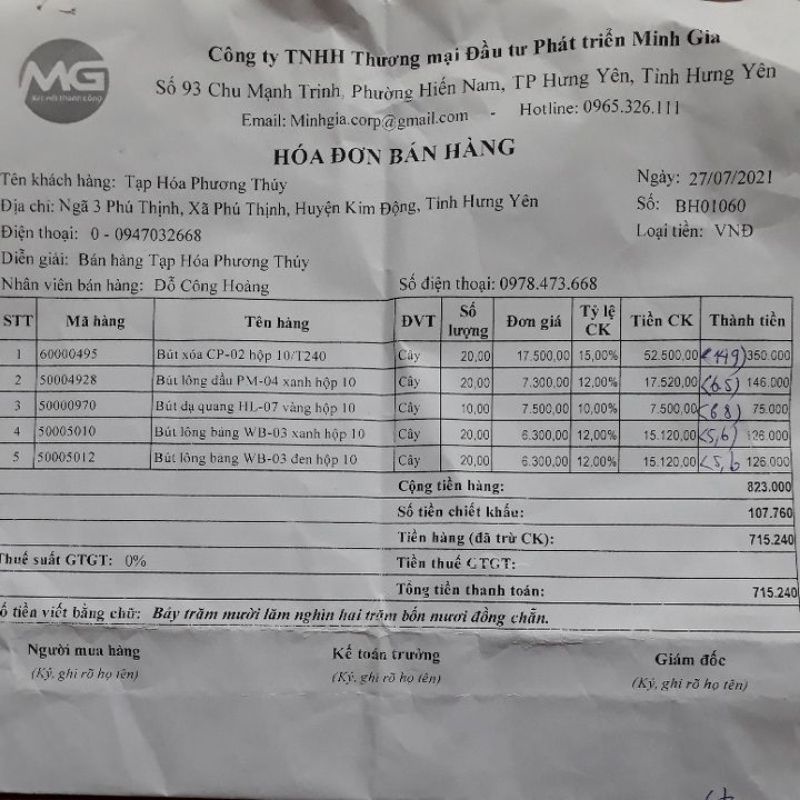 MG
Kết nối thành công
Công ty TNHH Thương mại Đầu tư Phát triển Minh Gia
Số 93 Chu Mạnh Trinh, Phường Hiến Nam, TP Hưng Yên, Tỉnh Hưng Yên
Email: Minhgia.corp@gmail.com - Hotline: 0965.326.111
HÓA ĐƠN BÁN HÀNG
Tên khách hàng: Tạp Hóa Phương Thúy Ngày: 27/07/2021
Địa chỉ: Ngã 3 Phú Thịnh, Xã Phú Thịnh, Huyện Kim Động, Tỉnh Hưng Yên Số: BH01060
Điện thoại: 0 - 0947032668 Loại tiền: VNĐ
Diễn giải: Bán hàng Tạp Hóa Phương Thúy
Nhân viên bán hàng: Đỗ Công Hoàng Số điện thoại: 0978.473.668
STT Mã hàng Tên hàng ĐVT Số lượng Đơn giá Tỷ lệ CK Tiền CK Thành tiền
1 60000495 Bút xóa CP-02 hộp 10/T240 Cây 20,00 17.500,00 15,00% 52.500,00 (149) 350.000
2 50004928 Bút lông dầu PM-04 xanh hộp 10 Cây 20,00 7.300,00 12,00% 17.520,00 (65) 146.000
3 50000970 Bút dạ quang HL-07 vàng hộp 10 Cây 10,00 7.500,00 10,00% 7.500,00 (68) 75.000
4 50005010 Bút lông bảng WB-03 xanh hộp 10 Cây 20,00 6.300,00 12,00% 15.120,00 (5,6) 126.000
5 50005012 Bút lông bảng WB-03 đen hộp 10 Cây 20,00 6.300,00 12,00% 15.120,00 (5,6 126.000
Cộng tiền hàng: 823.000
Số tiền chiết khấu: 107.760
Tiền hàng (đã trừ CK): 715.240
Thuế suất GTGT: 0% Tiền thuế GTGT:
Tổng tiền thanh toán: 715.240
ố tiền viết bằng chữ: Bảy trăm mười lăm nghìn hai trăm bốn mươi đồng chẵn.
Người mua hàng Kế toán trưởng Giám đốc
(Ký, ghi rõ họ tên) (Ký, ghi rõ họ tên) (Ký, ghi rõ họ tên)